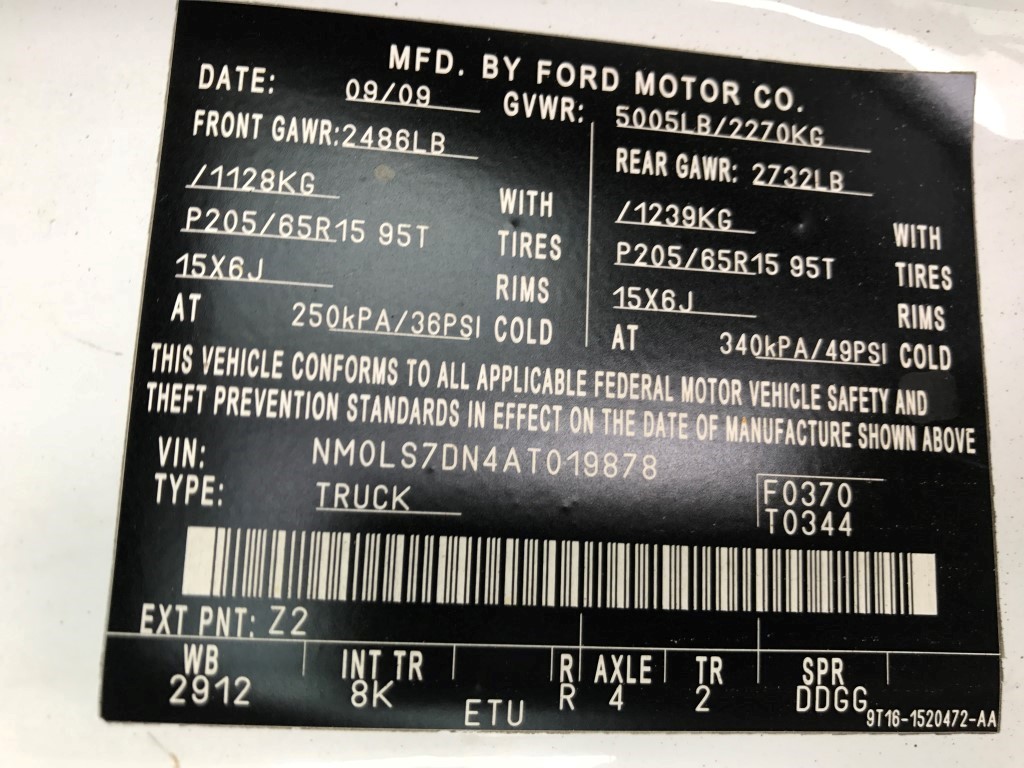 MFD. BY FORD MOTOR CO.
DATE: 09/09 GVWR: 5005LB/2270KG
FRONT GAWR: 2486LB REAR GAWR: 2732LB
/1128KG WITH /1239KG WITH
P205/65R15 95T TIRES P205/65R15 95T TIRES
15X6J RIMS 15X6J RIMS
AT 250kPA/36PSI COLD AT 340kPA/49PSI COLD
THIS VEHICLE CONFORMS TO ALL APPLICABLE FEDERAL MOTOR VEHICLE SAFETY AND
THEFT PREVENTION STANDARDS IN EFFECT ON THE DATE OF MANUFACTURE SHOWN ABOVE
VIN: NM0LS7DN4AT019878
TYPE: TRUCK
F0370
T0344
EXT PNT: Z2
WB INT TR R AXLE TR SPR
2912 8K R 4 2 DDGG
ETU 9T16-1520472-AA